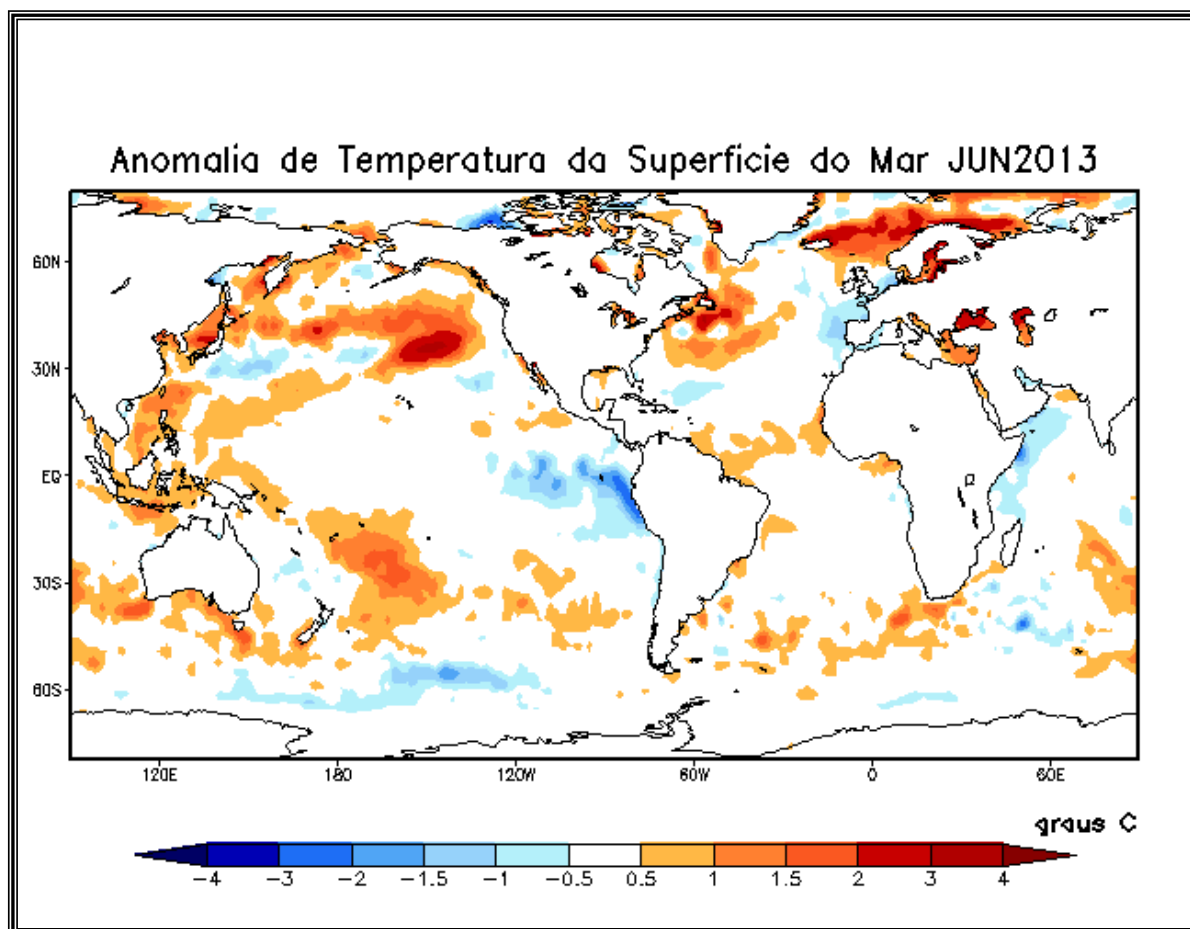 Anomalia de Temperatura da Superficie do Mar JUN2013
60N
30N
EQ
30S
60S
120E 180 120W 60W 0 60E
graus C
−4 −3 −2 −1.5 −1 −0.5 0.5 1 1.5 2 3 4